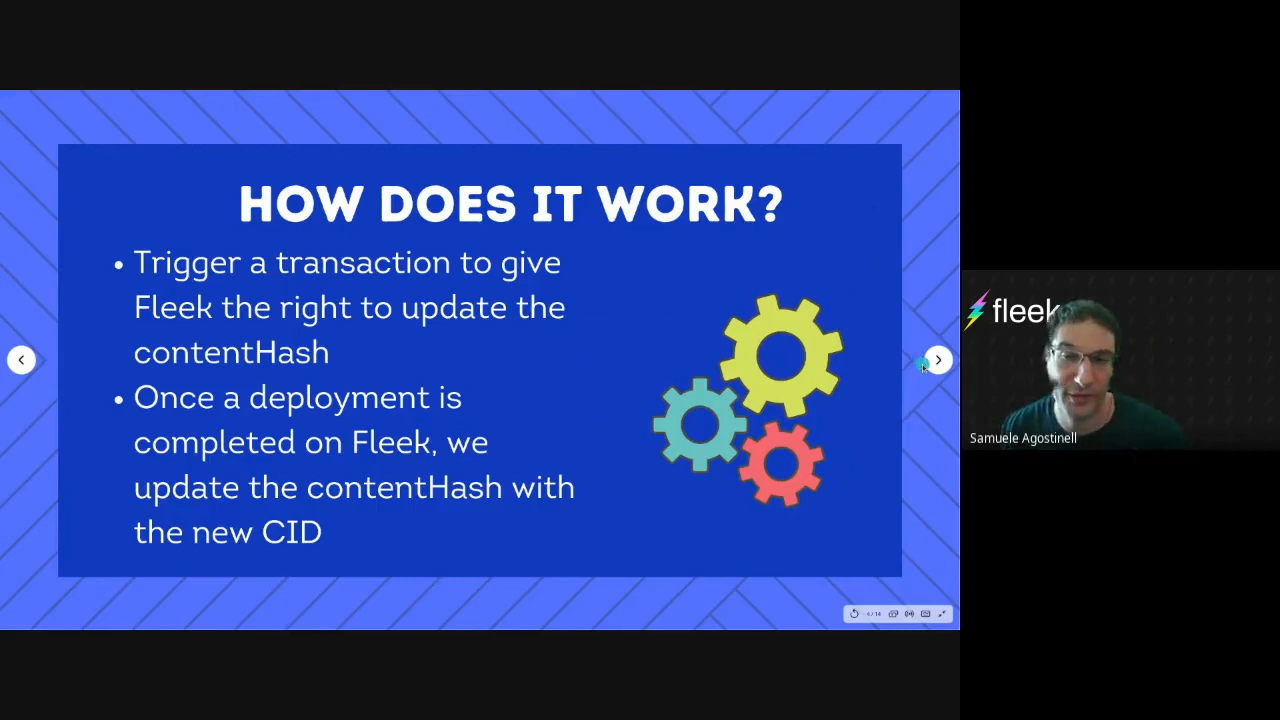 HOW DOES IT WORK?
• Trigger a transaction to give
Fleek the right to update the
contentHash
• Once a deployment is
completed on Fleek, we
update the contentHash with
the new CID
fleek
Samuele Agostinell